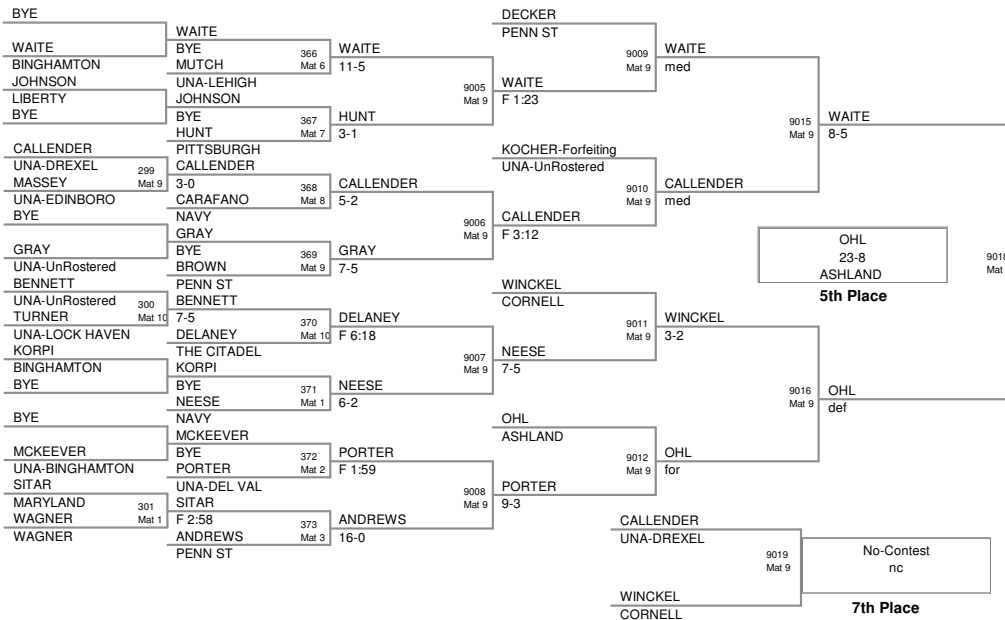 BYE
WAITE
BINGHAMTON
JOHNSON
LIBERTY
BYE
CALLENDER
UNA-DREXEL
MASSEY
UNA-EDINBORO
BYE
GRAY
UNA-UnRostered
BENNETT
UNA-UnRostered
TURNER
UNA-LOCK HAVEN
KORPI
BINGHAMTON
BYE
BYE
MCKEEVER
UNA-BINGHAMTON
SITAR
MARYLAND
WAGNER
WAGNER
299
Mat 9
300
Mat 10
301
Mat 1
WAITE
BYE
MUTCH
UNA-LEHIGH
JOHNSON
BYE
HUNT
PITTSBURGH
CALLENDER
3-0
CARAFANO
NAVY
GRAY
BYE
BROWN
PENN ST
BENNETT
7-5
DELANEY
THE CITADEL
KORPI
BYE
NEESE
NAVY
MCKEEVER
BYE
PORTER
UNA-DEL VAL
SITAR
F 2:58
ANDREWS
PENN ST
366
Mat 6
367
Mat 7
368
Mat 8
369
Mat 9
370
Mat 10
371
Mat 1
372
Mat 2
373
Mat 3
WAITE
11-5
HUNT
3-1
CALLENDER
5-2
GRAY
7-5
DELANEY
F 6:18
NEESE
6-2
PORTER
F 1:59
ANDREWS
16-0
9005
Mat 9
9006
Mat 9
9007
Mat 9
9008
Mat 9
DECKER
PENN ST
WAITE
F 1:23
KOCHER-Forfeiting
UNA-UnRostered
CALLENDER
F 3:12
WINCKEL
CORNELL
NEESE
7-5
OHL
ASHLAND
PORTER
9-3
9009
Mat 9
9010
Mat 9
9011
Mat 9
9012
Mat 9
WAITE
med
CALLENDER
med
WINCKEL
3-2
OHL
for
9015
Mat 9
9016
Mat 9
WAITE
8-5
OHL
def
OHL
23-8
ASHLAND
5th Place
9018
Mat
CALLENDER
UNA-DREXEL
WINCKEL
CORNELL
9019
Mat 9
No-Contest
nc
7th Place